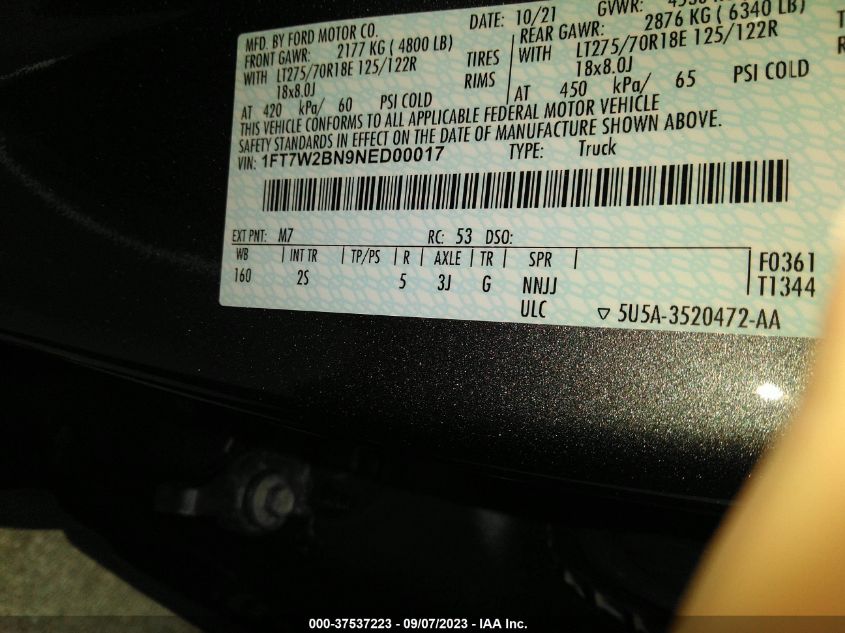 MFD. BY FORD MOTOR CO.
DATE: 10/21
GVWR:
FRONT GAWR: 2177 KG ( 4800 LB)
REAR GAWR: 2876 KG ( 6340 LB)
WITH LT275/70R18E 125/122R TIRES
WITH LT275/70R18E 125/122R
18x8.0J RIMS
18x8.0J
AT 420 kPa/ 60 PSI COLD
AT 450 kPa/ 65 PSI COLD
THIS VEHICLE CONFORMS TO ALL APPLICABLE FEDERAL MOTOR VEHICLE
SAFETY STANDARDS IN EFFECT ON THE DATE OF MANUFACTURE SHOWN ABOVE.
VIN: 1FT7W2BN9NED00017 TYPE: Truck
EXT PNT: M7 RC: 53 DSO:
WB | INT TR | TP/PS | R | AXLE | TR | SPR
160 2S 5 3J G NNJJ
ULC
F0361
T1344
▽ 5U5A-3520472-AA
000-37537223 - 09/07/2023 - IAA Inc.